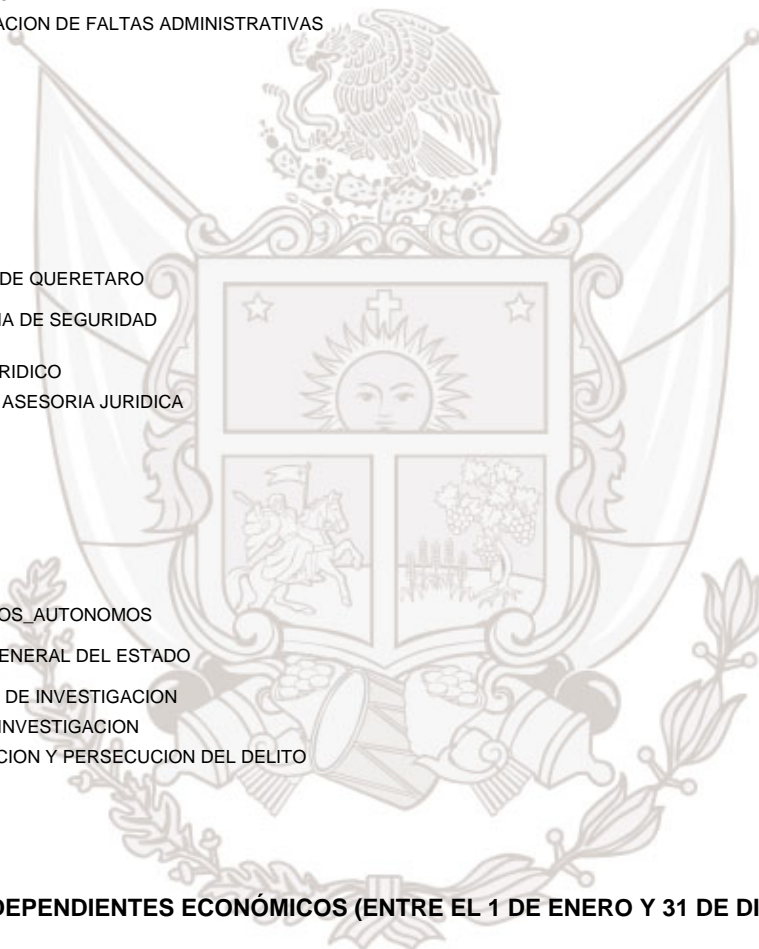 ACION DE FALTAS ADMINISTRATIVAS
DE QUERETARO
IA DE SEGURIDAD
RIDICO
ASESORIA JURIDICA
OS_AUTONOMOS
ENERAL DEL ESTADO
DE INVESTIGACION
INVESTIGACION
CION Y PERSECUCION DEL DELITO
DEPENDIENTES ECONÓMICOS (ENTRE EL 1 DE ENERO Y 31 DE DI